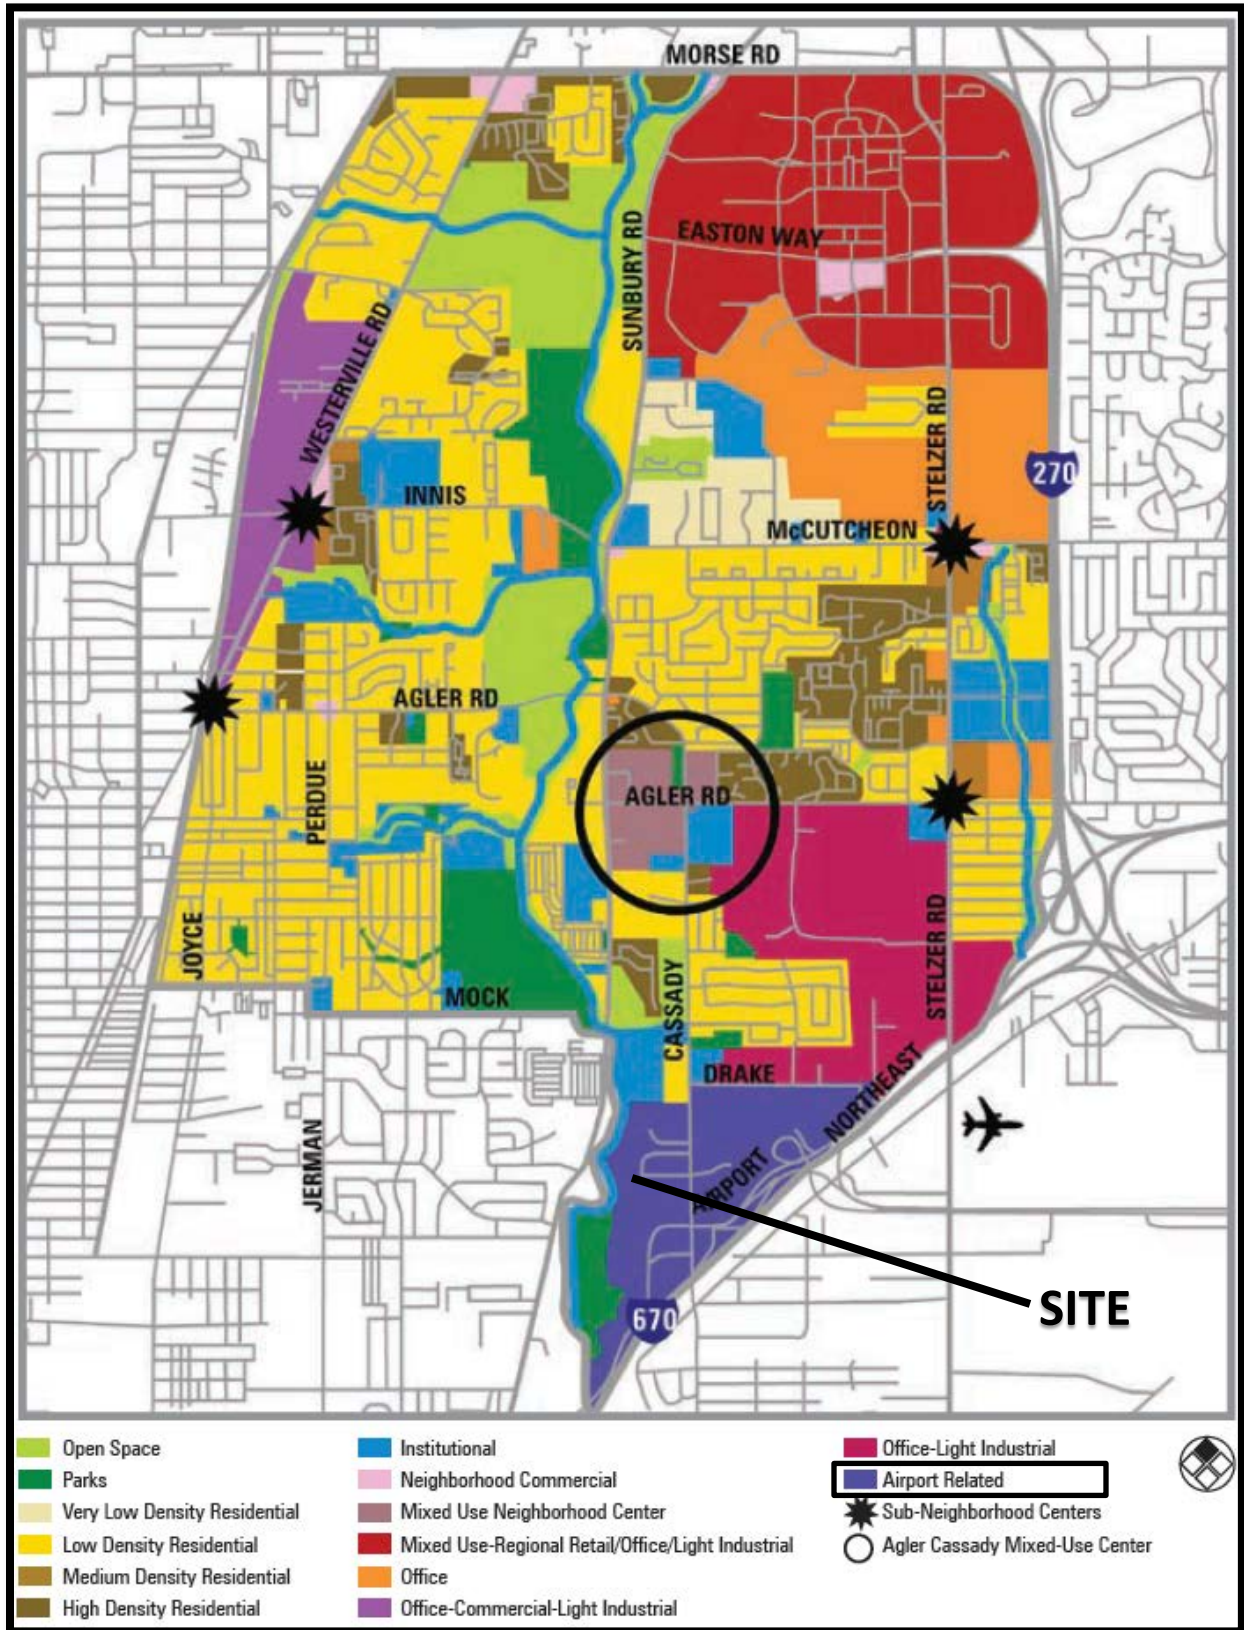 MORSE RD
EASTON WAY
SUNBURY RD
WESTERVILLE RD
STELZER RD
270
INNIS
McCUTCHEON
AGLER RD
PERDUE
AGLER RD
JOYCE
STELZER RD
MOCK
CASSADY
DRAKE
NORTHEAST
JERMAN
AIRPORT
SITE
670
Open Space
Parks
Very Low Density Residential
Low Density Residential
Medium Density Residential
High Density Residential
Institutional
Neighborhood Commercial
Mixed Use Neighborhood Center
Mixed Use-Regional Retail/Office/Light Industrial
Office
Office-Commercial-Light Industrial
Office-Light Industrial
Airport Related
Sub-Neighborhood Centers
Agler Cassady Mixed-Use Center